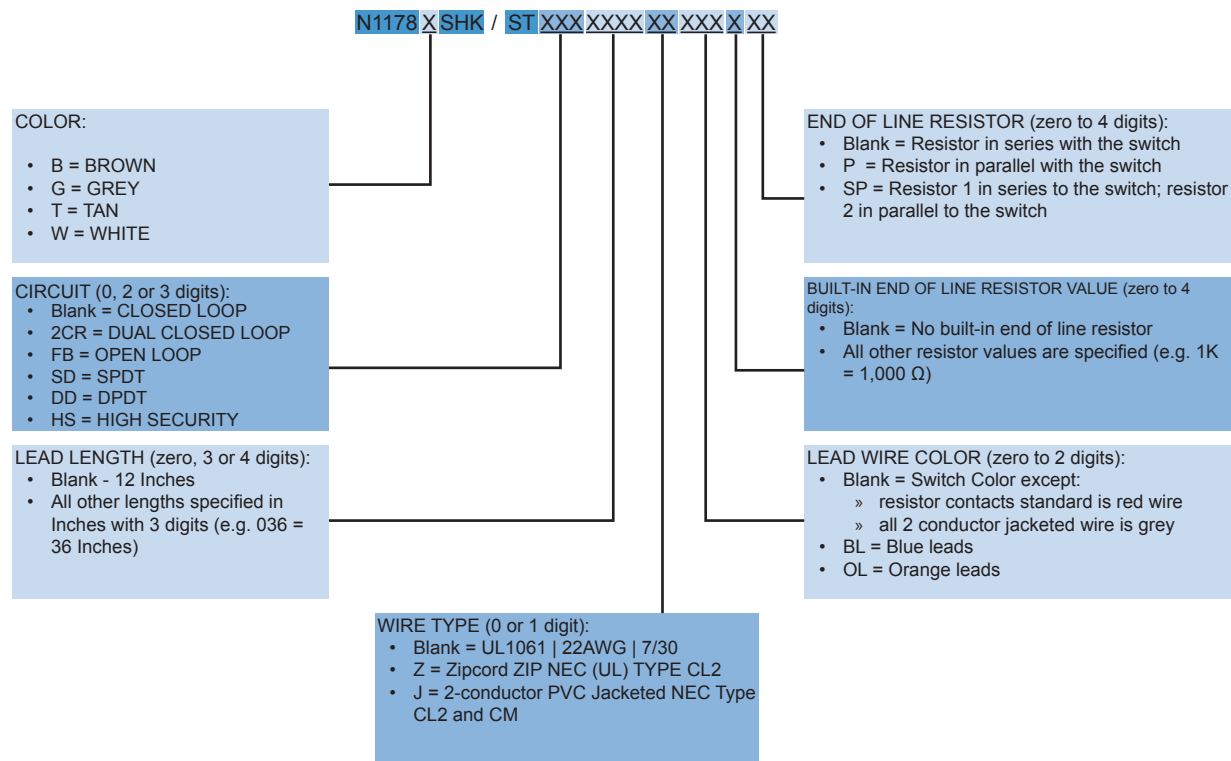 N1178 X SHK / ST XXX XXXX XX XXX X XX
COLOR:
• B = BROWN
• G = GREY
• T = TAN
• W = WHITE
CIRCUIT (0, 2 or 3 digits):
• Blank = CLOSED LOOP
• 2CR = DUAL CLOSED LOOP
• FB = OPEN LOOP
• SD = SPDT
• DD = DPDT
• HS = HIGH SECURITY
LEAD LENGTH (zero, 3 or 4 digits):
• Blank - 12 Inches
• All other lengths specified in
Inches with 3 digits (e.g. 036 =
36 Inches)
WIRE TYPE (0 or 1 digit):
• Blank = UL1061 | 22AWG | 7/30
• Z = Zipcord ZIP NEC (UL) TYPE CL2
• J = 2-conductor PVC Jacketed NEC Type
CL2 and CM
END OF LINE RESISTOR (zero to 4 digits):
• Blank = Resistor in series with the switch
• P = Resistor in parallel with the switch
• SP = Resistor 1 in series to the switch; resistor
2 in parallel to the switch
BUILT-IN END OF LINE RESISTOR VALUE (zero to 4
digits):
• Blank = No built-in end of line resistor
• All other resistor values are specified (e.g. 1K
= 1,000 Ω)
LEAD WIRE COLOR (zero to 2 digits):
• Blank = Switch Color except:
» resistor contacts standard is red wire
» all 2 conductor jacketed wire is grey
• BL = Blue leads
• OL = Orange leads